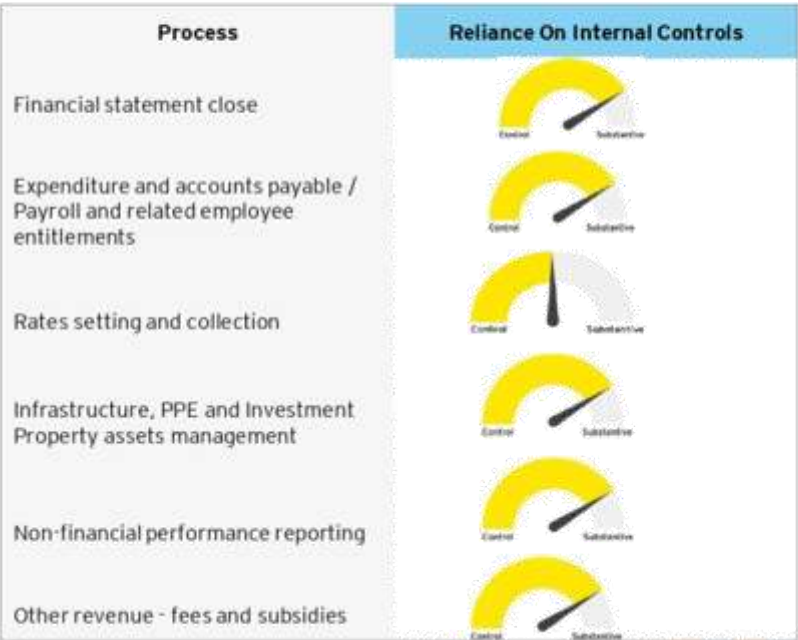 Process
Reliance On Internal Controls
Financial statement close
Control
Substantive
Expenditure and accounts payable /
Payroll and related employee
entitlements
Control
Substantive
Rates setting and collection
Control
Substantive
Infrastructure, PPE and Investment
Property assets management
Control
Substantive
Non-financial performance reporting
Control
Substantive
Other revenue - fees and subsidies
Control
Substantive